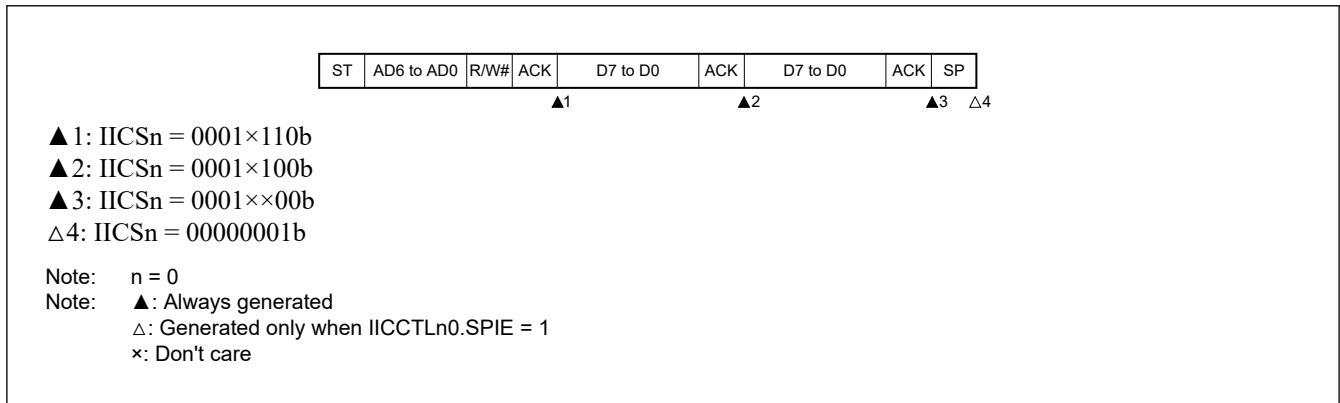 ST AD6 to AD0 R/W# ACK D7 to D0 ACK D7 to D0 ACK SP
▲1 ▲2 ▲3 △4
▲1: IICSn = 0001×110b
▲2: IICSn = 0001×100b
▲3: IICSn = 0001××00b
△4: IICSn = 00000001b
Note: n = 0
Note: ▲: Always generated
△: Generated only when IICCTLn0.SPIE = 1
×: Don't care